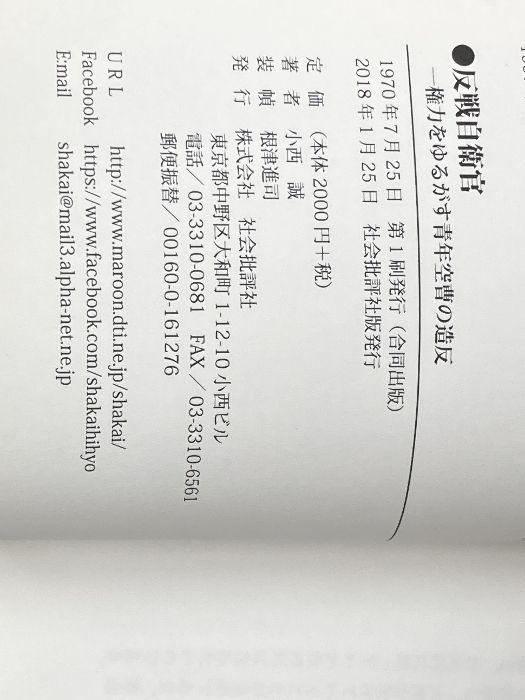 ●反戦自衛官
―権力をゆるがす青年空曹の造反
1970年7月25日　第1刷発行（合同出版）
2018年1月25日　社会批評社版発行
定　価　（本体2000円＋税）
著　者　小西　誠
装　幀　根津進司
発　行　株式会社　社会批評社
東京都中野区大和町1-12-10小西ビル
電話／03-3310-0681　FAX／03-3310-6561
郵便振替／00160-0-161276
URL　http://www.maroon.dti.ne.jp/shakai/
Facebook　https://www.facebook.com/shakaihihyo
E:mail　shakai@mail3.alpha-net.ne.jp